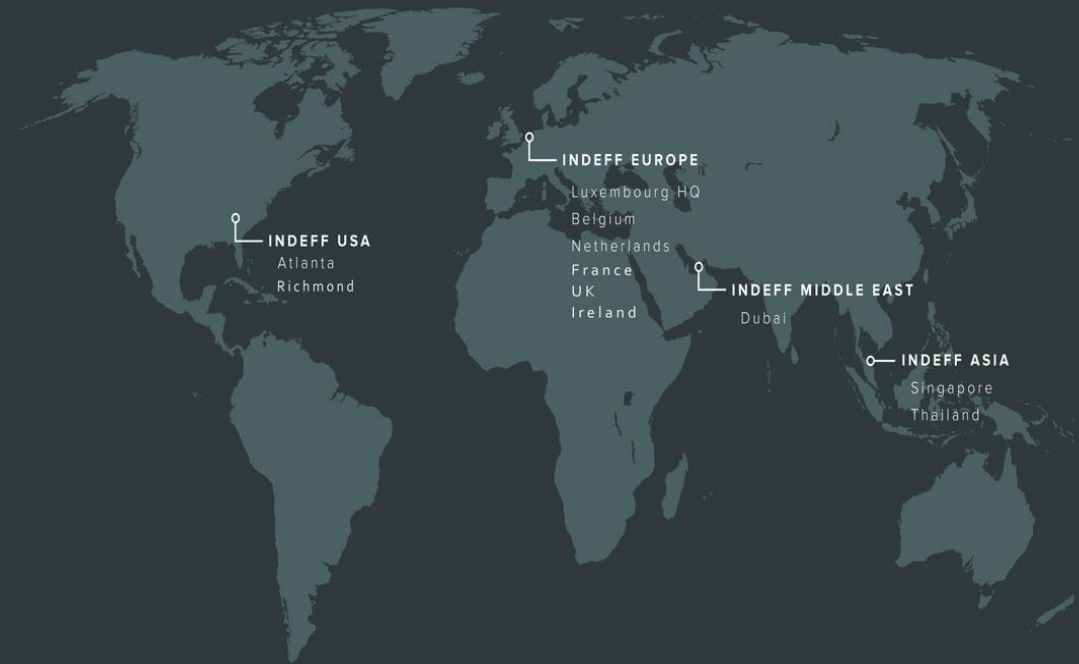 INDEFF EUROPE
Luxembourg HQ
Belgium
Netherlands
France
UK
Ireland
INDEFF USA
Atlanta
Richmond
INDEFF MIDDLE EAST
Dubai
INDEFF ASIA
Singapore
Thailand